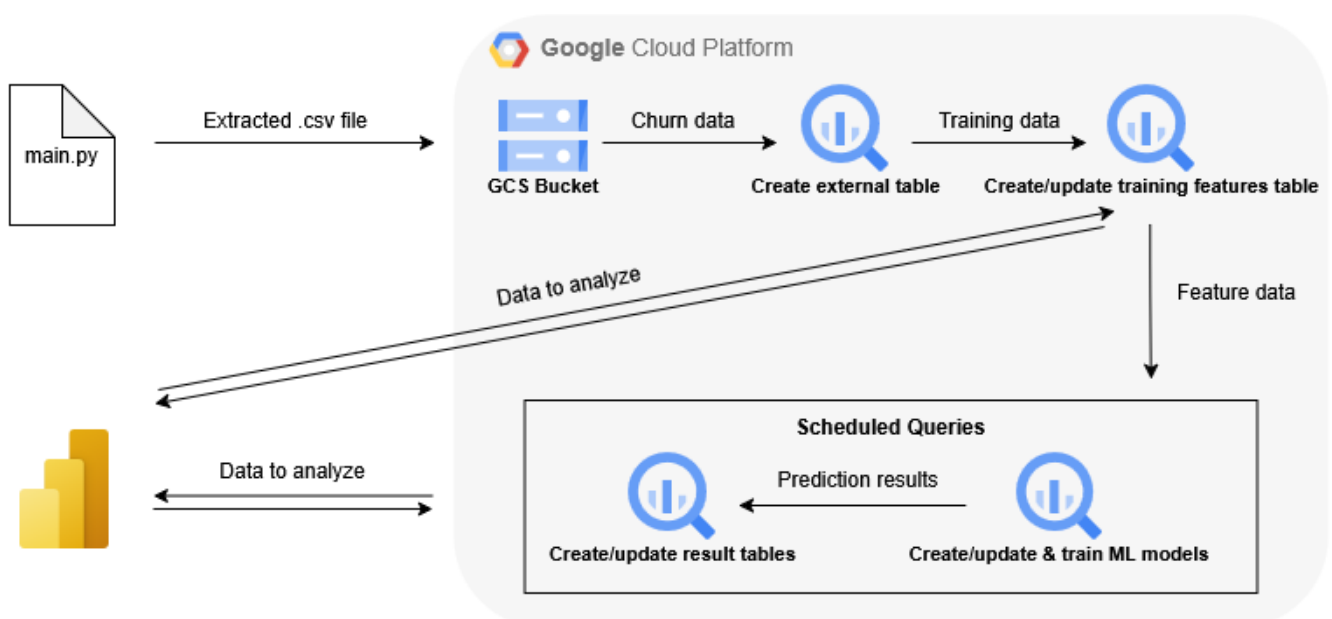 Google Cloud Platform
main.py
Extracted .csv file
GCS Bucket
Churn data
Create external table
Training data
Create/update training features table
Data to analyze
Feature data
Data to analyze
Scheduled Queries
Prediction results
Create/update result tables
Create/update & train ML models